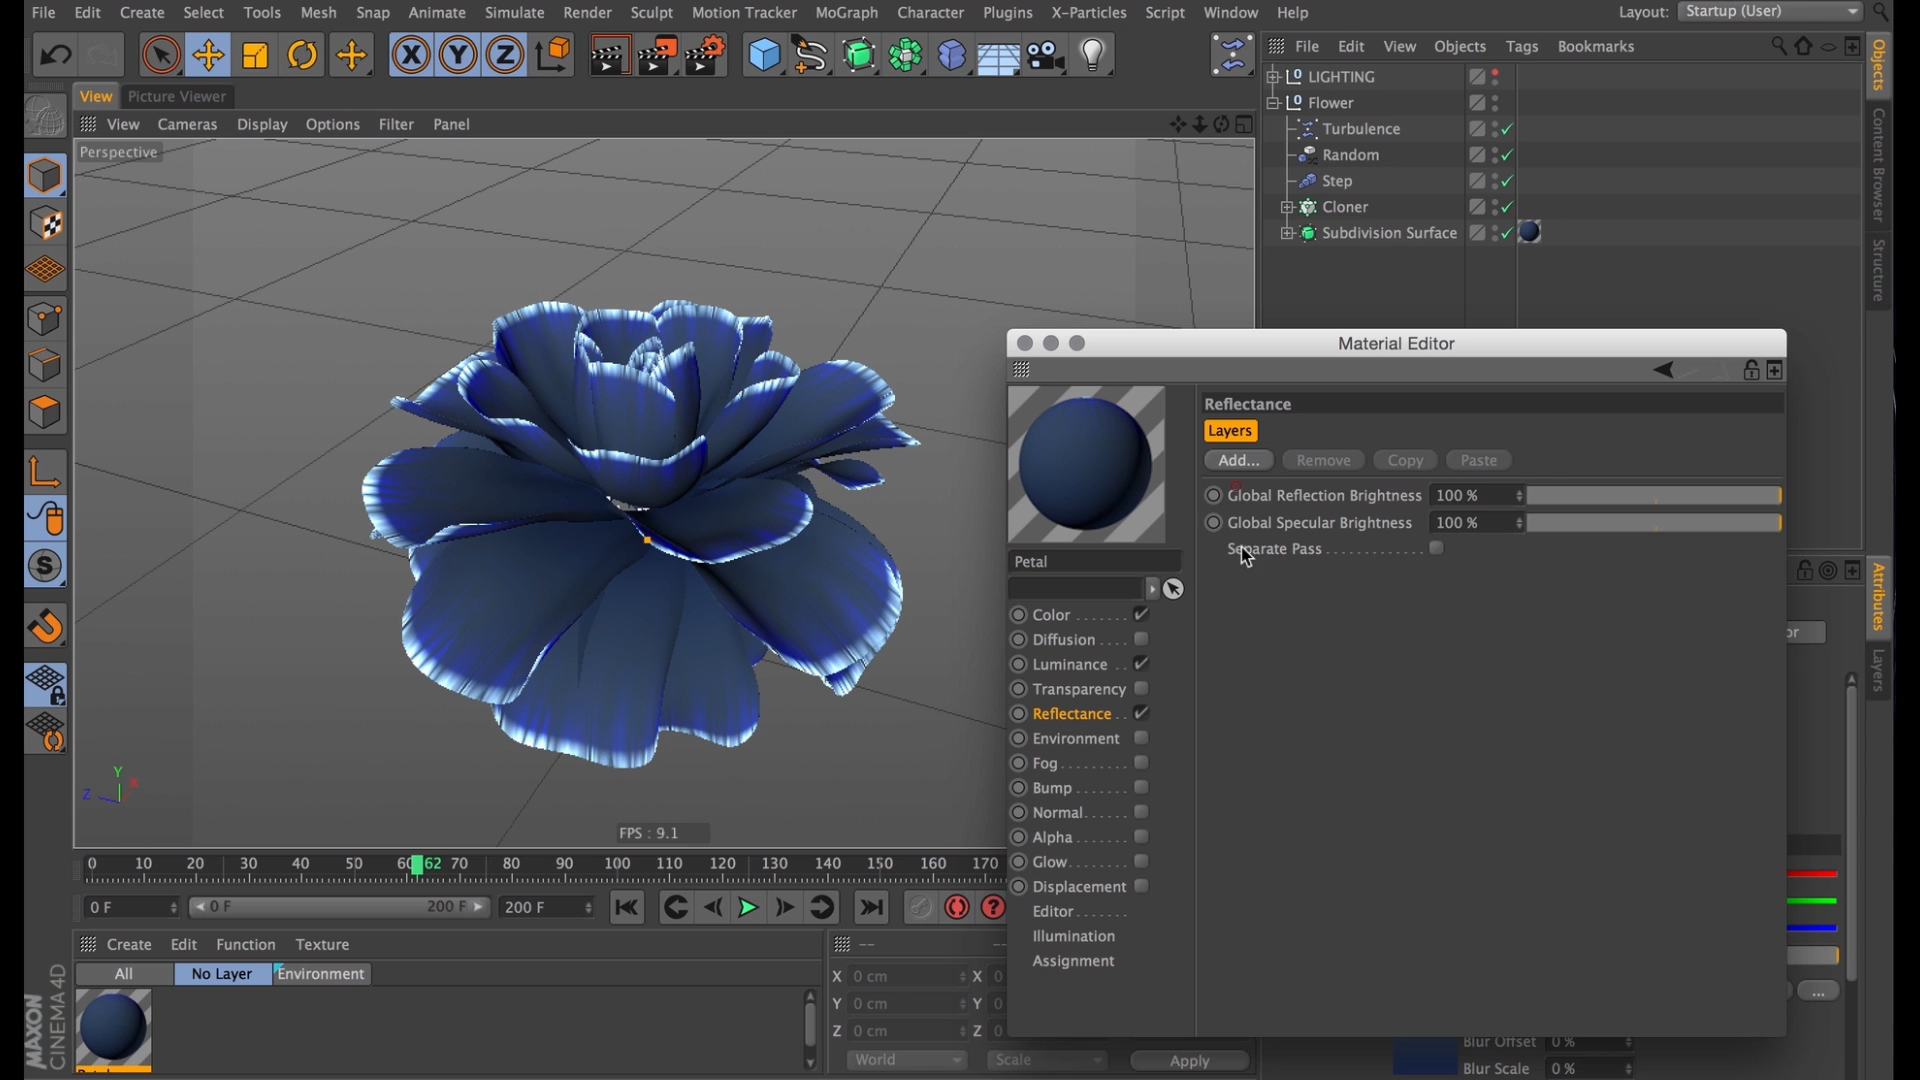 File Edit Create Select Tools Mesh Snap Animate Simulate Render Sculpt Motion Tracker MoGraph Character Plugins X-Particles Script Window Help Layout: Startup (User)
X Y Z
File Edit View Objects Tags Bookmarks
LIGHTING
Flower
Turbulence
Random
Step
Cloner
Subdivision Surface
Objects
Content Browser
Structure
Attributes
Layers
View Picture Viewer
View Cameras Display Options Filter Panel
Perspective
Material Editor
Reflectance
Layers
Add... Remove Copy Paste
Global Reflection Brightness 100 %
Global Specular Brightness 100 %
Separate Pass
Petal
Color
Diffusion
Luminance
Transparency
Reflectance
Environment
Fog
Bump
Normal
Alpha
Glow
Displacement
Editor
Illumination
Assignment
Y
Z X
FPS : 9.1
0 10 20 30 40 50 60 62 70 80 90 100 110 120 130 140 150 160 170
0 F 0 F 200 F 200 F
Create Edit Function Texture
All No Layer Environment
-- --
X 0 cm X 0
Y 0 cm Y 0
Z 0 cm Z 0
World Scale Apply
or
...
Blur Offset 0 %
Blur Scale 0 %
MAXON
CINEMA 4D